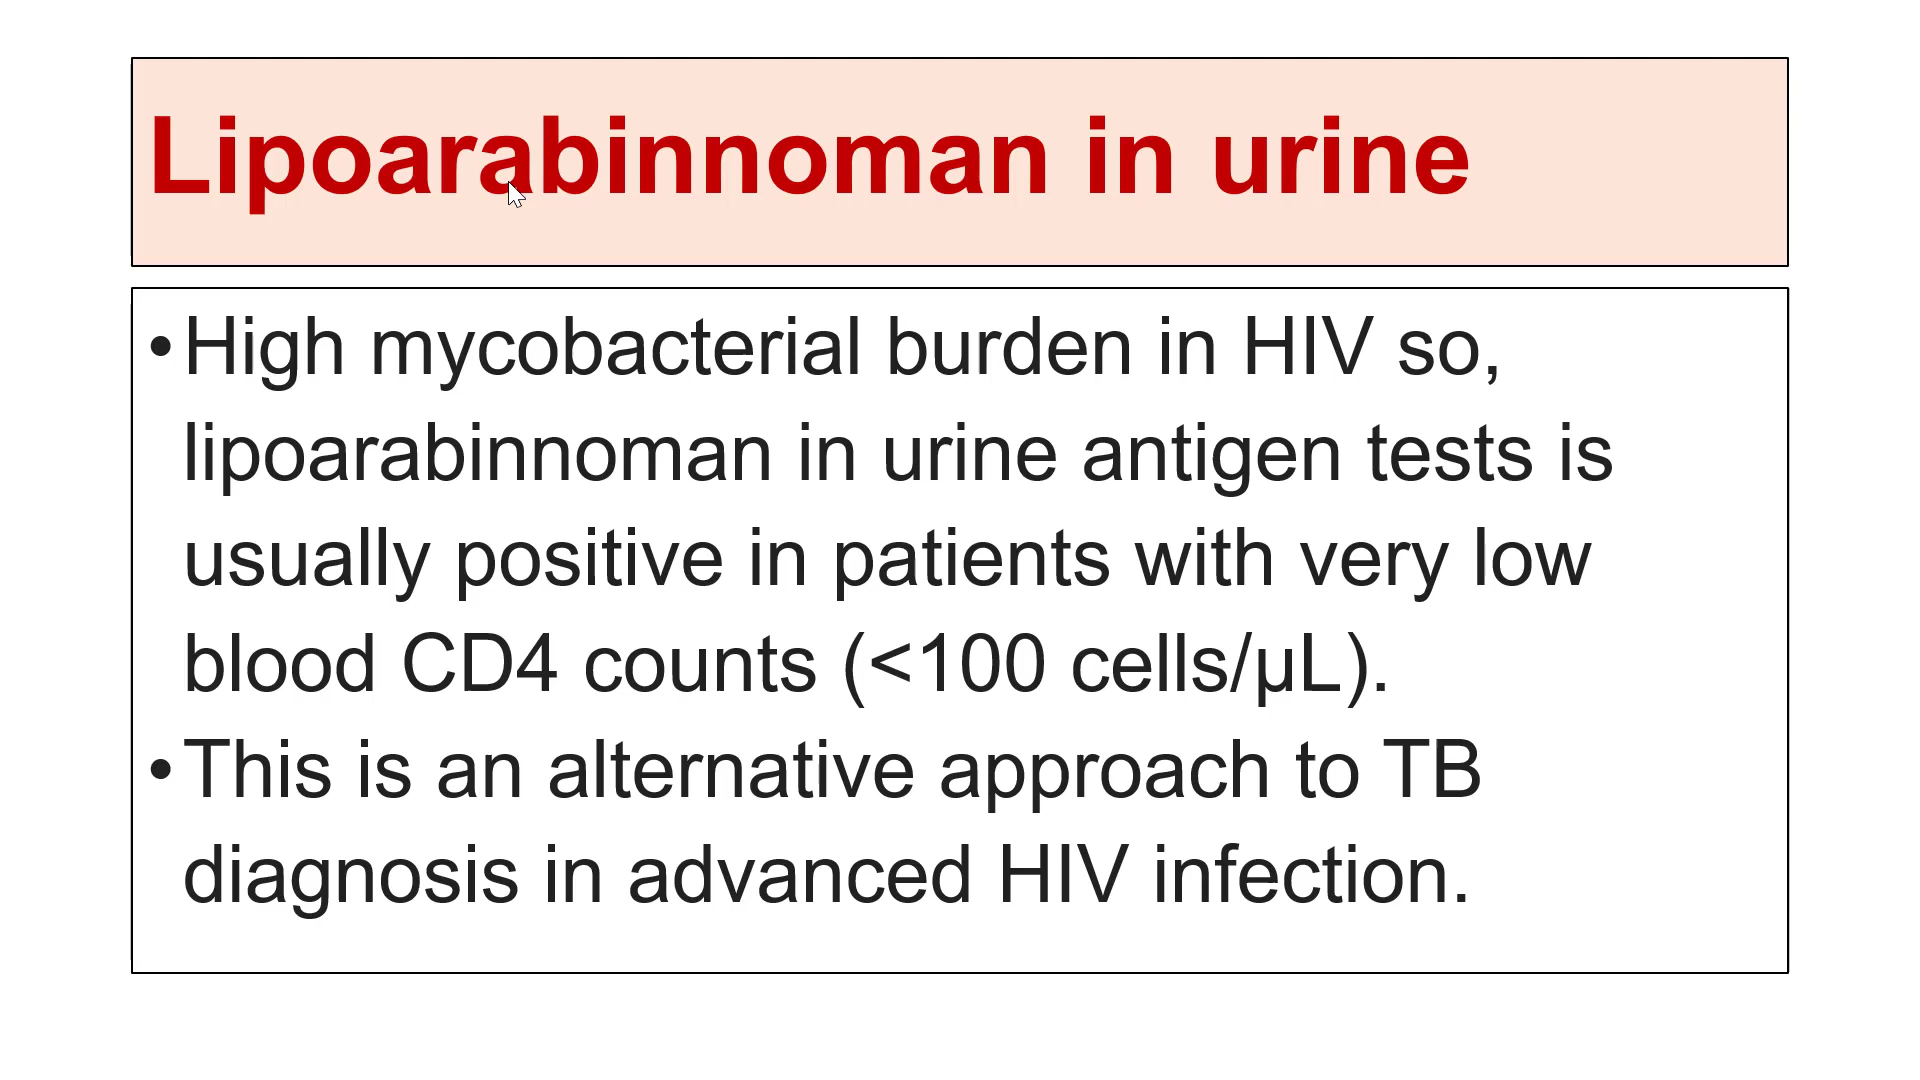 Lipoarabinnoman in urine
•High mycobacterial burden in HIV so,
lipoarabinnoman in urine antigen tests is
usually positive in patients with very low
blood CD4 counts (<100 cells/μL).
•This is an alternative approach to TB
diagnosis in advanced HIV infection.